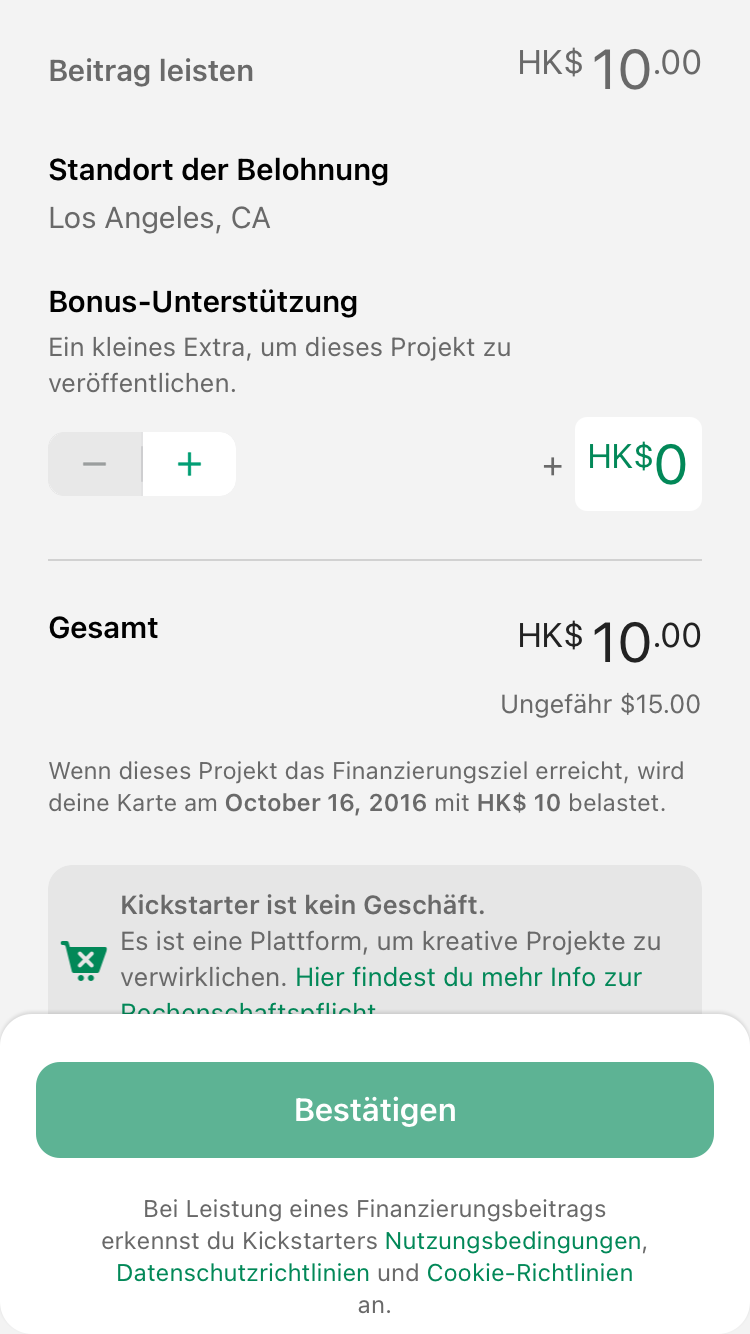 Beitrag leisten HK$ 10.00
Standort der Belohnung
Los Angeles, CA
Bonus-Unterstützung
Ein kleines Extra, um dieses Projekt zu
veröffentlichen.
− + + HK$0
Gesamt HK$ 10.00
Ungefähr $15.00
Wenn dieses Projekt das Finanzierungsziel erreicht, wird
deine Karte am October 16, 2016 mit HK$ 10 belastet.
Kickstarter ist kein Geschäft.
Es ist eine Plattform, um kreative Projekte zu
verwirklichen. Hier findest du mehr Info zur
Rechenschaftspflicht
Bestätigen
Bei Leistung eines Finanzierungsbeitrags
erkennst du Kickstarters Nutzungsbedingungen,
Datenschutzrichtlinien und Cookie-Richtlinien
an.